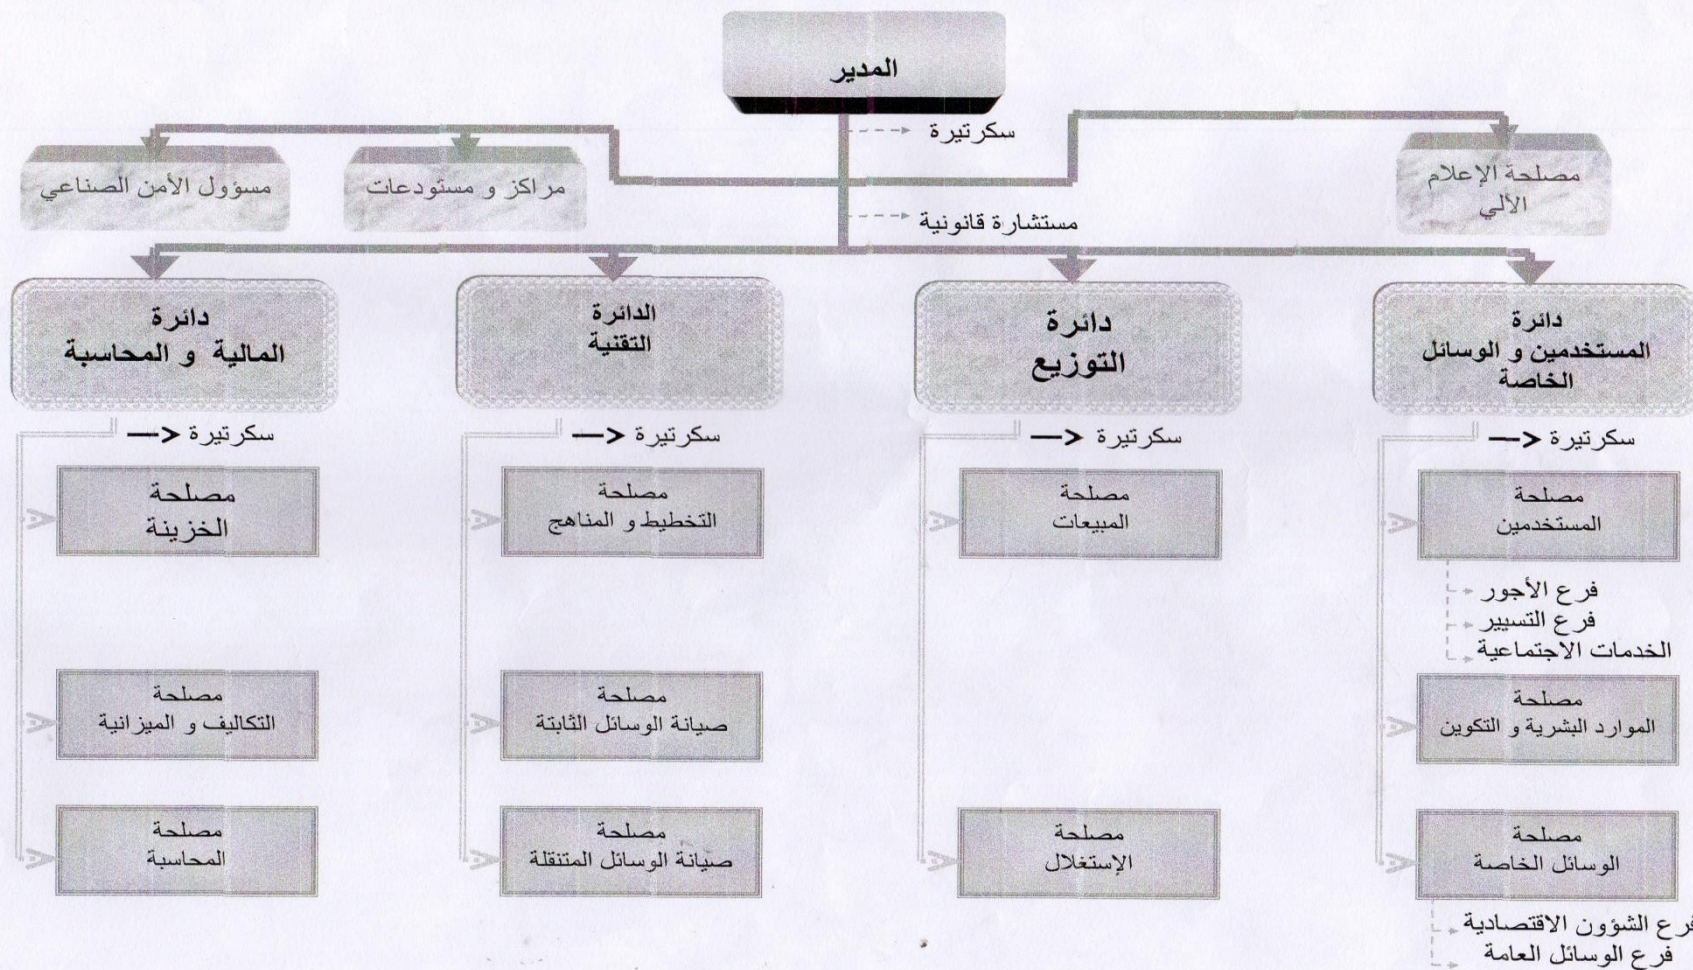 المدير
سكرتيرة
مصلحة الإعلام
الألي
مراكز و مستودعات
مسؤول الأمن الصناعي
مستشارة قانونية
دائرة
المستخدمين و الوسائل
الخاصة
دائرة
التوزيع
الدائرة
التقنية
دائرة
المالية و المحاسبة
سكرتيرة
سكرتيرة
سكرتيرة
سكرتيرة
مصلحة
المستخدمين
مصلحة
المبيعات
مصلحة
التخطيط و المناهج
مصلحة
الخزينة
فرع الأجور
فرع التسيير
الخدمات الاجتماعية
مصلحة
الموارد البشرية و التكوين
مصلحة
صيانة الوسائل الثابتة
مصلحة
التكاليف و الميزانية
مصلحة
الوسائل الخاصة
مصلحة
الإستغلال
مصلحة
صيانة الوسائل المتنقلة
مصلحة
المحاسبة
فرع الشؤون الاقتصادية
فرع الوسائل العامة